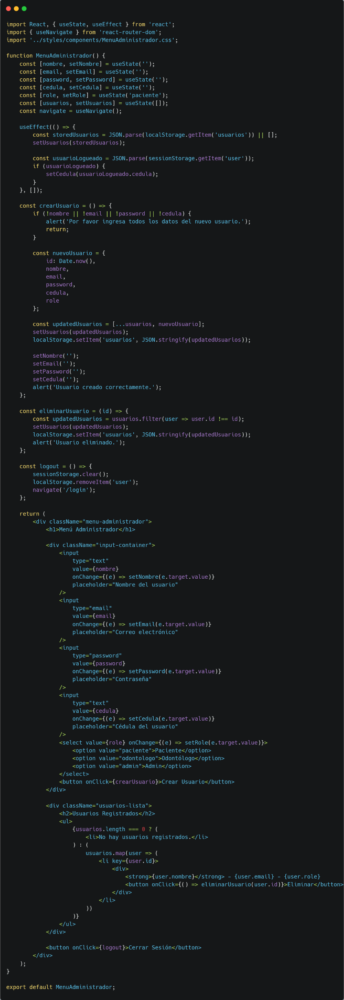 import React, { useState, useEffect } from 'react';
import { useNavigate } from 'react-router-dom';
import '../styles/components/MenuAdministrador.css';

function MenuAdministrador() {
    const [nombre, setNombre] = useState('');
    const [email, setEmail] = useState('');
    const [password, setPassword] = useState('');
    const [cedula, setCedula] = useState('');
    const [role, setRole] = useState('paciente');
    const [usuarios, setUsuarios] = useState([]);
    const navigate = useNavigate();

    useEffect(() => {
        const storedUsuarios = JSON.parse(localStorage.getItem('usuarios')) || [];
        setUsuarios(storedUsuarios);

        const usuarioLogueado = JSON.parse(sessionStorage.getItem('user'));
        if (usuarioLogueado) {
            setCedula(usuarioLogueado.cedula);
        }
    }, []);

    const crearUsuario = () => {
        if (!nombre || !email || !password || !cedula) {
            alert('Por favor ingresa todos los datos del nuevo usuario.');
            return;
        }

        const nuevoUsuario = {
            id: Date.now(),
            nombre,
            email,
            password,
            cedula,
            role
        };

        const updatedUsuarios = [...usuarios, nuevoUsuario];
        setUsuarios(updatedUsuarios);
        localStorage.setItem('usuarios', JSON.stringify(updatedUsuarios));

        setNombre('');
        setEmail('');
        setPassword('');
        setCedula('');
        alert('Usuario creado correctamente.');
    };

    const eliminarUsuario = (id) => {
        const updatedUsuarios = usuarios.filter(user => user.id !== id);
        setUsuarios(updatedUsuarios);
        localStorage.setItem('usuarios', JSON.stringify(updatedUsuarios));
        alert('Usuario eliminado.');
    };

    const logout = () => {
        sessionStorage.clear();
        localStorage.removeItem('user');
        navigate('/login');
    };

    return (
        <div className="menu-administrador">
            <h1>Menú Administrador</h1>

            <div className="input-container">
                <input
                    type="text"
                    value={nombre}
                    onChange={(e) => setNombre(e.target.value)}
                    placeholder="Nombre del usuario"
                />
                <input
                    type="email"
                    value={email}
                    onChange={(e) => setEmail(e.target.value)}
                    placeholder="Correo electrónico"
                />
                <input
                    type="password"
                    value={password}
                    onChange={(e) => setPassword(e.target.value)}
                    placeholder="Contraseña"
                />
                <input
                    type="text"
                    value={cedula}
                    onChange={(e) => setCedula(e.target.value)}
                    placeholder="Cédula del usuario"
                />
                <select value={role} onChange={(e) => setRole(e.target.value)}>
                    <option value="paciente">Paciente</option>
                    <option value="odontologo">Odontólogo</option>
                    <option value="admin">Admin</option>
                </select>
                <button onClick={crearUsuario}>Crear Usuario</button>
            </div>

            <div className="usuarios-lista">
                <h2>Usuarios Registrados</h2>
                <ul>
                    {usuarios.length === 0 ? (
                        <li>No hay usuarios registrados.</li>
                    ) : (
                        usuarios.map(user => (
                            <li key={user.id}>
                                <div>
                                    <strong>{user.nombre}</strong> - {user.email} - {user.role}
                                    <button onClick={() => eliminarUsuario(user.id)}>Eliminar</button>
                                </div>
                            </li>
                        ))
                    )}
                </ul>
            </div>

            <button onClick={logout}>Cerrar Sesión</button>
        </div>
    );
}

export default MenuAdministrador;